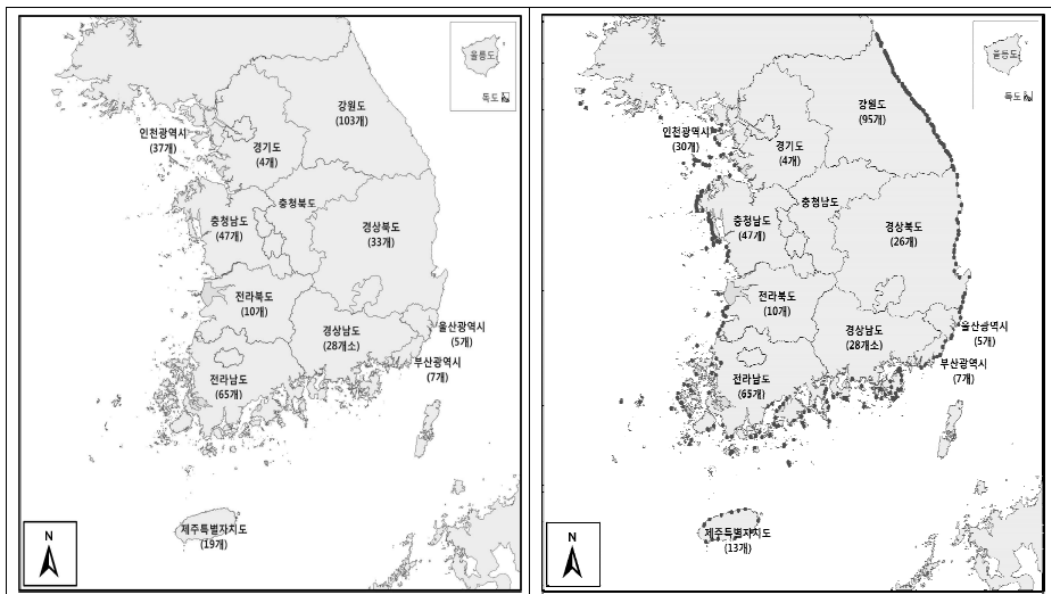 울릉도
독도
강원도
(103개)
인천광역시
(37개)
경기도
(4개)
충청북도
충청남도
(47개)
경상북도
(33개)
전라북도
(10개)
경상남도
(28개소)
울산광역시
(5개)
부산광역시
(7개)
전라남도
(65개)
제주특별자치도
(19개)
N
울릉도
독도
강원도
(95개)
인천광역시
(30개)
경기도
(4개)
충청남도
충청남도
(47개)
경상북도
(26개)
전라북도
(10개)
경상남도
(28개소)
울산광역시
(5개)
부산광역시
(7개)
전라남도
(65개)
제주특별자치도
(13개)
N